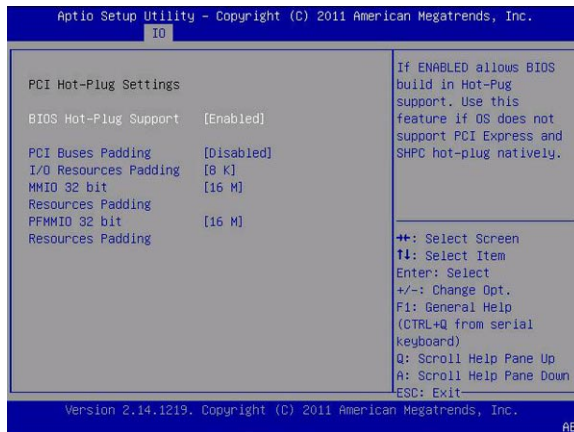 Aptio Setup Utility – Copyright (C) 2011 American Megatrends, Inc.
IO
PCI Hot-Plug Settings
BIOS Hot-Plug Support [Enabled]
PCI Buses Padding [Disabled]
I/O Resources Padding [8 K]
MMIO 32 bit [16 M]
Resources Padding
PFMMIO 32 bit [16 M]
Resources Padding
If ENABLED allows BIOS
build in Hot-Pug
support. Use this
feature if OS does not
support PCI Express and
SHPC hot-plug natively.
→←: Select Screen
↑↓: Select Item
Enter: Select
+/-: Change Opt.
F1: General Help
(CTRL+Q from serial
keyboard)
Q: Scroll Help Pane Up
A: Scroll Help Pane Down
ESC: Exit
Version 2.14.1219. Copyright (C) 2011 American Megatrends, Inc.
AB